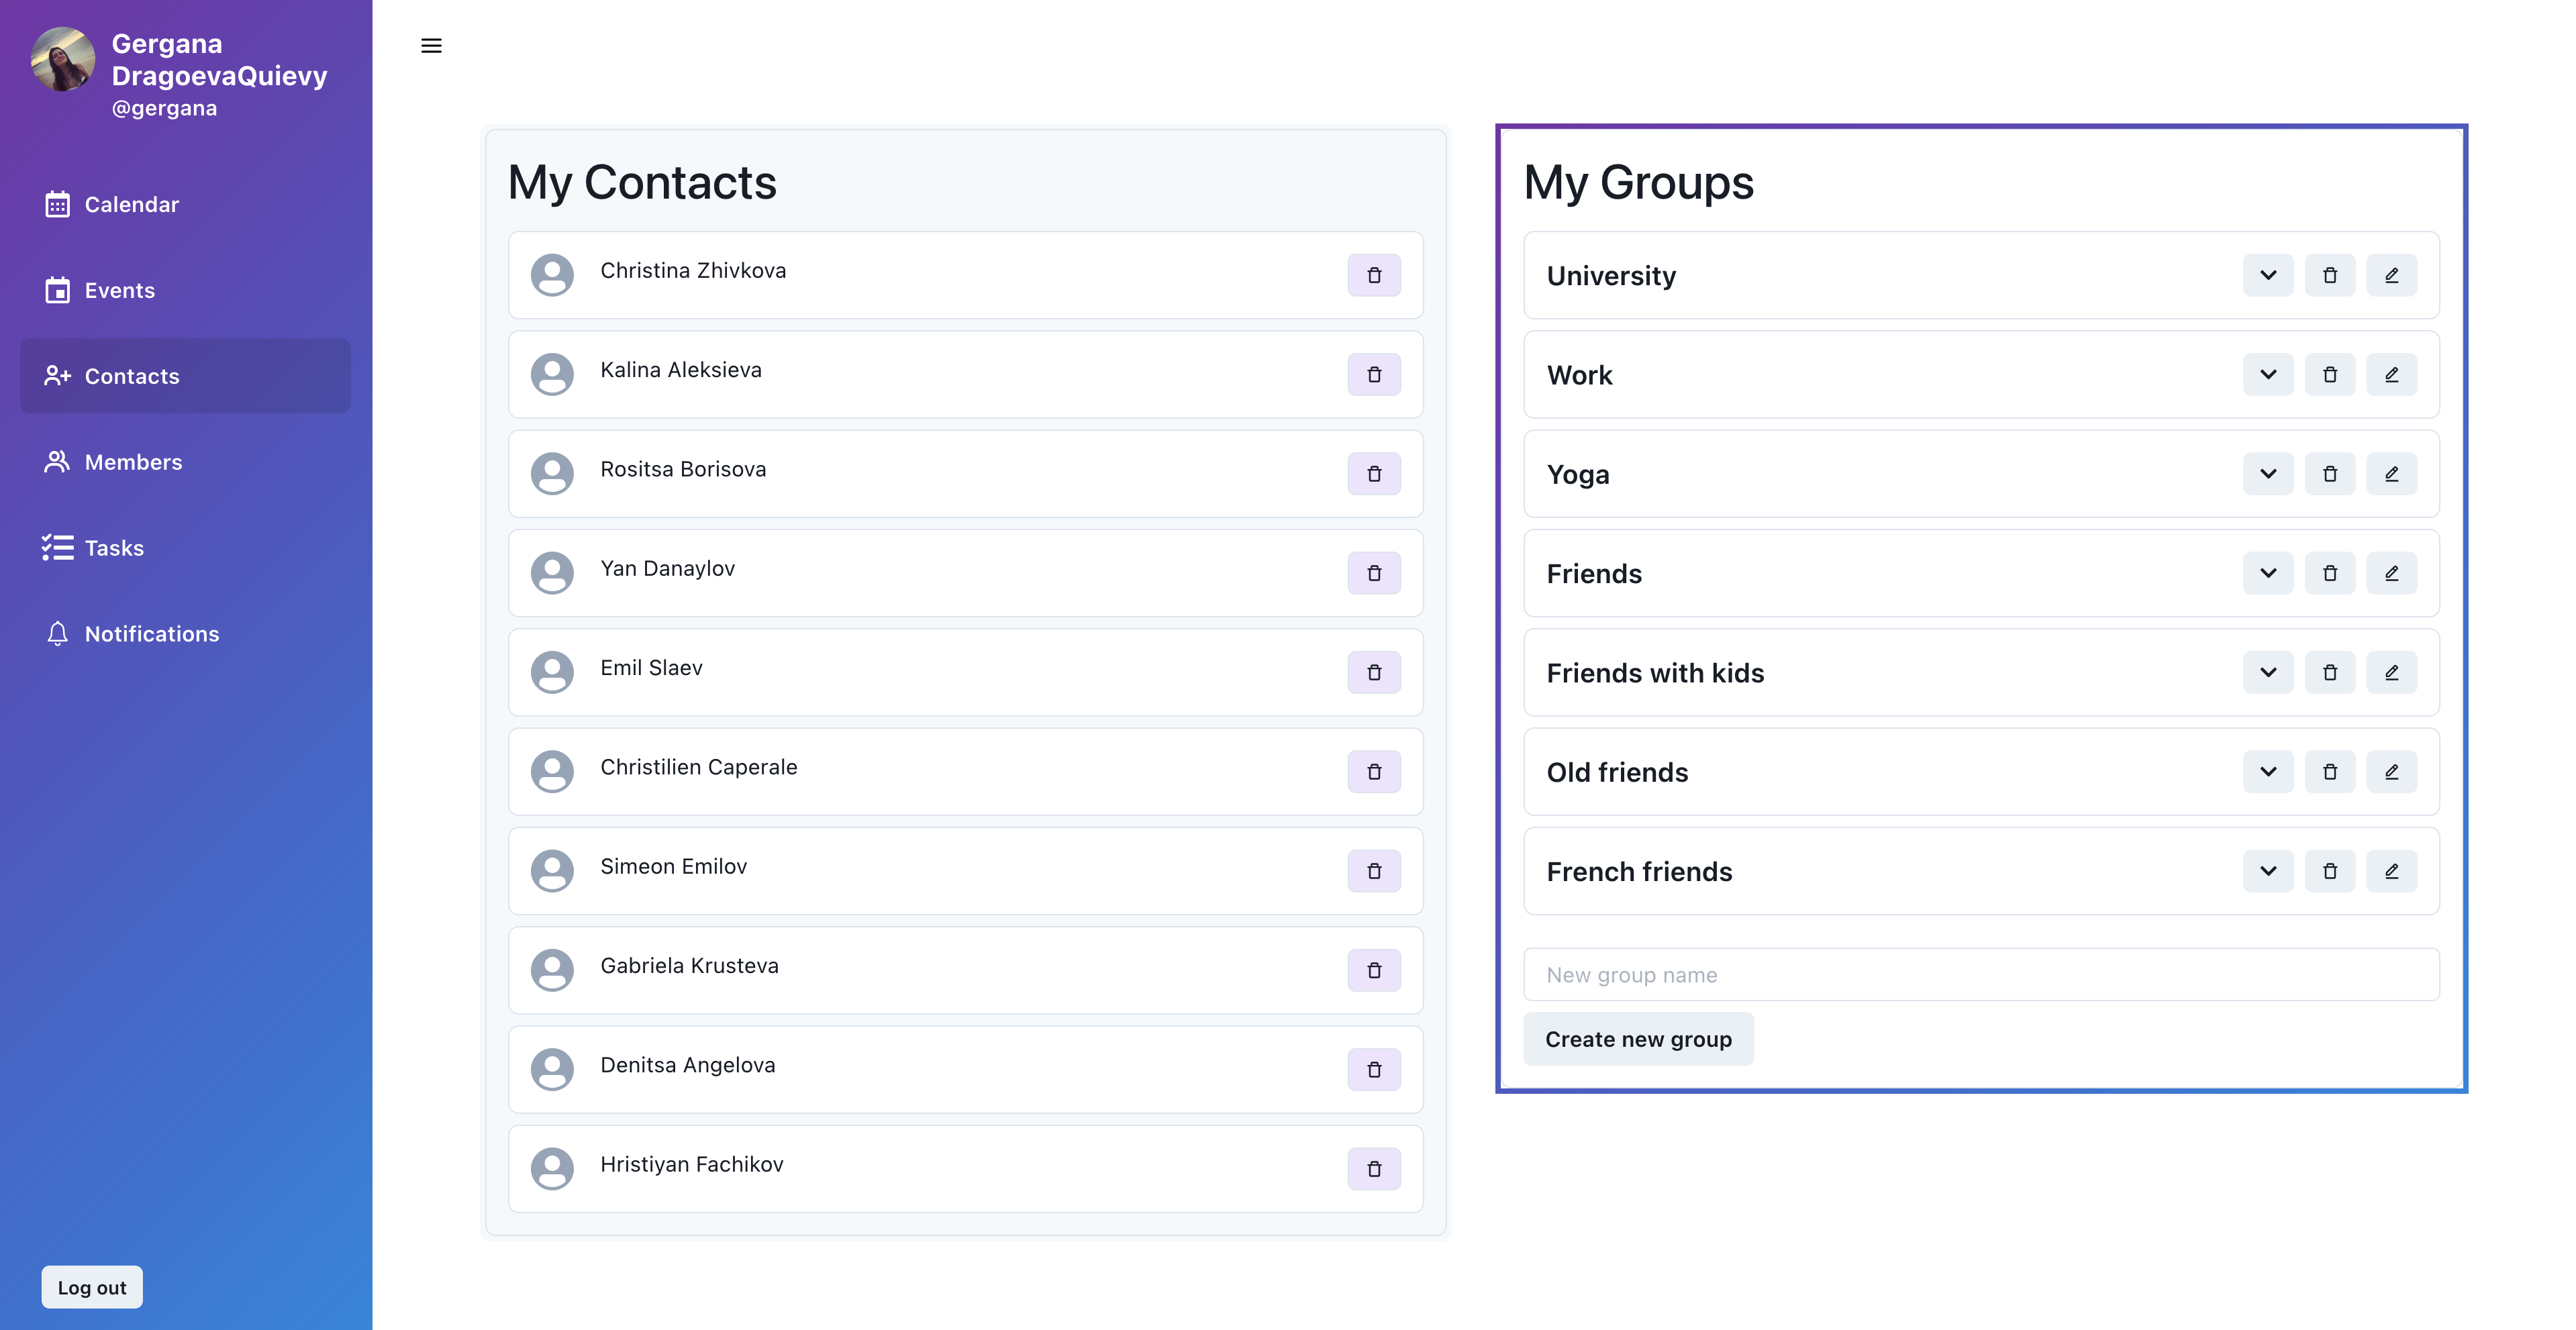 Gergana
DragoevaQuievy
@gergana
Calendar
Events
Contacts
Members
Tasks
Notifications
Log out
My Contacts
Christina Zhivkova
Kalina Aleksieva
Rositsa Borisova
Yan Danaylov
Emil Slaev
Christilien Caperale
Simeon Emilov
Gabriela Krusteva
Denitsa Angelova
Hristiyan Fachikov
My Groups
University
Work
Yoga
Friends
Friends with kids
Old friends
French friends
New group name
Create new group